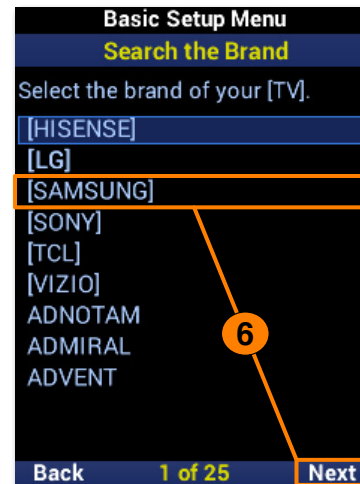 Basic Setup Menu
Search the Brand
Select the brand of your [TV].
[HISENSE]
[LG]
[SAMSUNG]
[SONY]
[TCL]
[VIZIO]
ADNOTAM
ADMIRAL
6
ADVENT
Back 1 of 25 Next